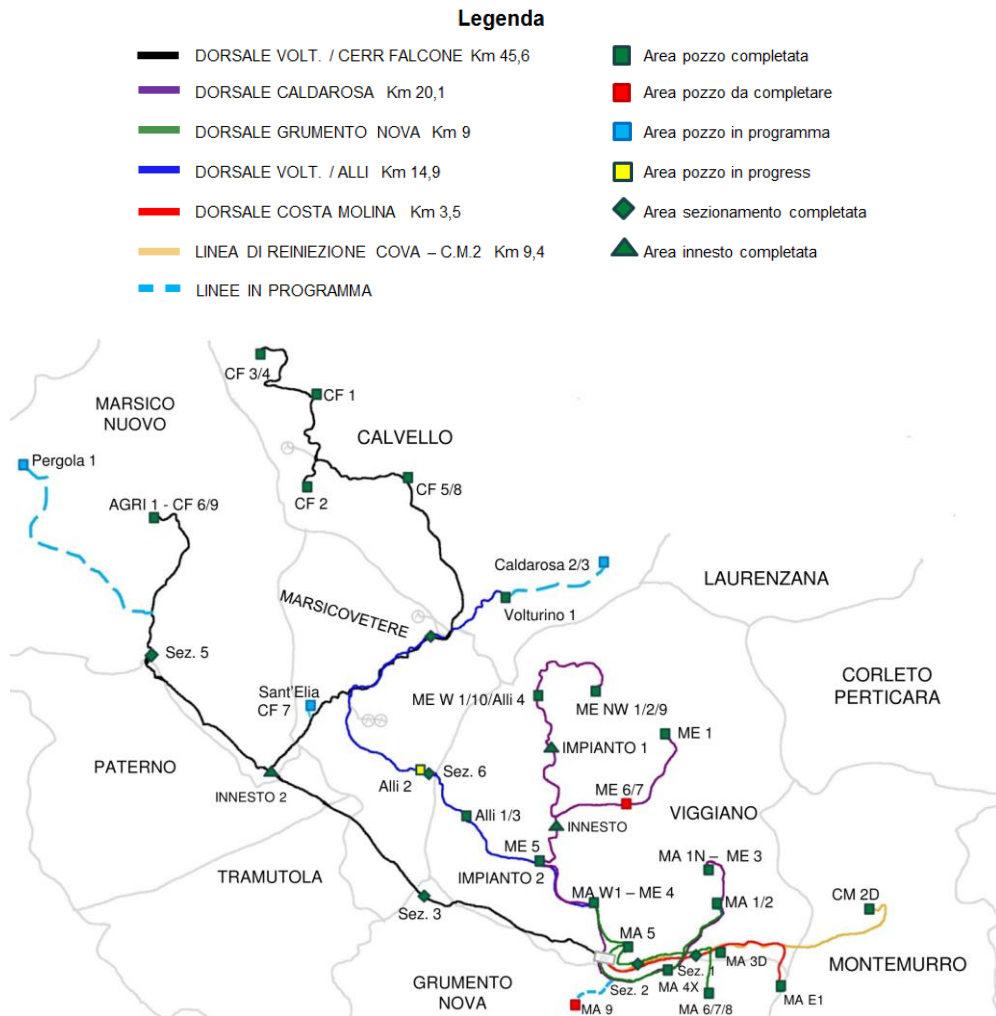 Legenda
DORSALE VOLT. / CERR FALCONE Km 45,6
DORSALE CALDAROSA Km 20,1
DORSALE GRUMENTO NOVA Km 9
DORSALE VOLT. / ALLI Km 14,9
DORSALE COSTA MOLINA Km 3,5
LINEA DI REINIEZIONE COVA – C.M.2 Km 9,4
LINEE IN PROGRAMMA
Area pozzo completata
Area pozzo da completare
Area pozzo in programma
Area pozzo in progress
Area sezionamento completata
Area innesto completata
CF 3/4
CF 1
MARSICO
NUOVO
CALVELLO
Pergola 1
CF 5/8
CF 2
AGRI 1 - CF 6/9
Caldarosa 2/3
LAURENZANA
MARSICOVETERE
Volturino 1
Sez. 5
CORLETO
PERTICARA
Sant'Elia
CF 7
ME W 1/10/Alli 4
ME NW 1/2/9
ME 1
IMPIANTO 1
PATERNO
INNESTO 2
Alli 2
Sez. 6
ME 6/7
VIGGIANO
Alli 1/3
INNESTO
ME 5
IMPIANTO 2
MA 1N – ME 3
TRAMUTOLA
MA W1 – ME 4
MA 1/2
CM 2D
Sez. 3
MA 5
MA 3D
MONTEMURRO
Sez. 1
GRUMENTO
NOVA
Sez. 2
MA 4X
MA E1
MA 9
MA 6/7/8